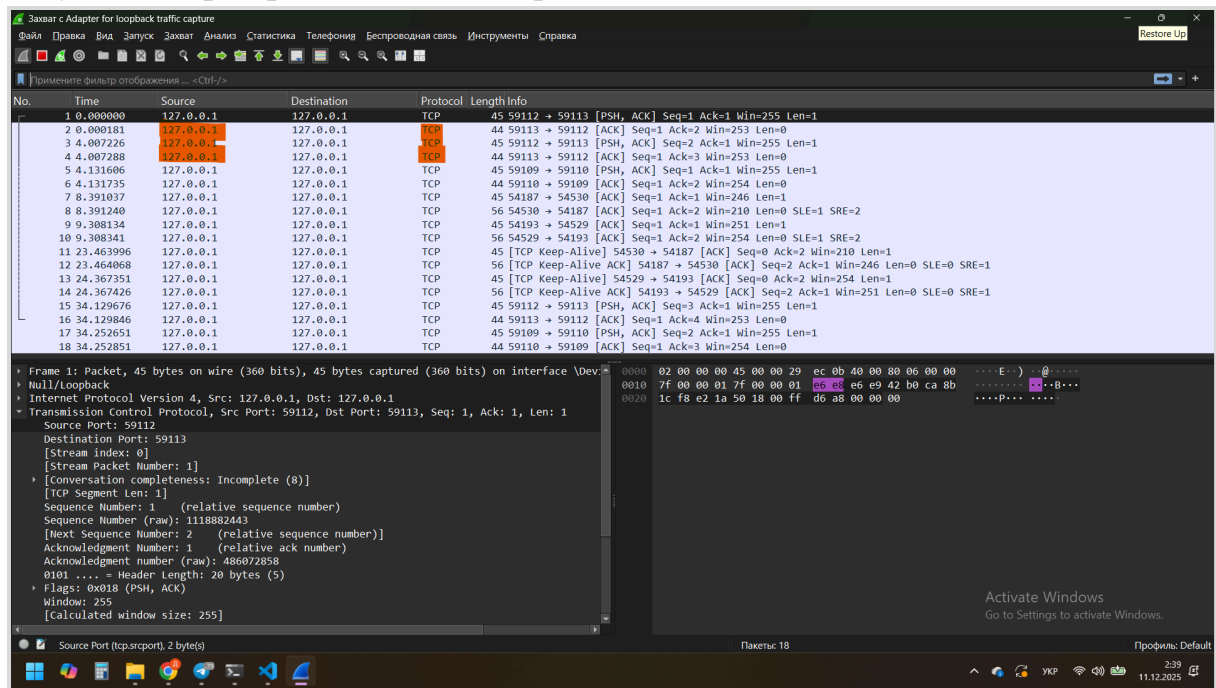 Захват с Adapter for loopback traffic capture
Файл Правка Вид Запуск Захват Анализ Статистика Телефония Беспроводная связь Инструменты Справка
Restore Up
Примените фильтр отображения ... <Ctrl-/>
No. Time Source Destination Protocol Length Info
1 0.000000 127.0.0.1 127.0.0.1 TCP 45 59112 → 59113 [PSH, ACK] Seq=1 Ack=1 Win=255 Len=1
2 0.000181 127.0.0.1 127.0.0.1 TCP 44 59113 → 59112 [ACK] Seq=1 Ack=2 Win=253 Len=0
3 4.007226 127.0.0.1 127.0.0.1 TCP 45 59112 → 59113 [PSH, ACK] Seq=2 Ack=1 Win=255 Len=1
4 4.007288 127.0.0.1 127.0.0.1 TCP 44 59113 → 59112 [ACK] Seq=1 Ack=3 Win=253 Len=0
5 4.131606 127.0.0.1 127.0.0.1 TCP 45 59109 → 59110 [PSH, ACK] Seq=1 Ack=1 Win=255 Len=1
6 4.131735 127.0.0.1 127.0.0.1 TCP 44 59110 → 59109 [ACK] Seq=1 Ack=2 Win=254 Len=0
7 8.391037 127.0.0.1 127.0.0.1 TCP 45 54187 → 54530 [ACK] Seq=1 Ack=1 Win=246 Len=1
8 8.391240 127.0.0.1 127.0.0.1 TCP 56 54530 → 54187 [ACK] Seq=1 Ack=2 Win=210 Len=0 SLE=1 SRE=2
9 9.308134 127.0.0.1 127.0.0.1 TCP 45 54193 → 54529 [ACK] Seq=1 Ack=1 Win=251 Len=1
10 9.308341 127.0.0.1 127.0.0.1 TCP 56 54529 → 54193 [ACK] Seq=1 Ack=2 Win=254 Len=0 SLE=1 SRE=2
11 23.463996 127.0.0.1 127.0.0.1 TCP 45 [TCP Keep-Alive] 54530 → 54187 [ACK] Seq=0 Ack=2 Win=210 Len=1
12 23.464068 127.0.0.1 127.0.0.1 TCP 56 [TCP Keep-Alive ACK] 54187 → 54530 [ACK] Seq=2 Ack=1 Win=246 Len=0 SLE=0 SRE=1
13 24.367351 127.0.0.1 127.0.0.1 TCP 45 [TCP Keep-Alive] 54529 → 54193 [ACK] Seq=0 Ack=2 Win=254 Len=1
14 24.367426 127.0.0.1 127.0.0.1 TCP 56 [TCP Keep-Alive ACK] 54193 → 54529 [ACK] Seq=2 Ack=1 Win=251 Len=0 SLE=0 SRE=1
15 34.129676 127.0.0.1 127.0.0.1 TCP 45 59112 → 59113 [PSH, ACK] Seq=3 Ack=1 Win=255 Len=1
16 34.129846 127.0.0.1 127.0.0.1 TCP 44 59113 → 59112 [ACK] Seq=1 Ack=4 Win=253 Len=0
17 34.252651 127.0.0.1 127.0.0.1 TCP 45 59109 → 59110 [PSH, ACK] Seq=2 Ack=1 Win=255 Len=1
18 34.252851 127.0.0.1 127.0.0.1 TCP 44 59110 → 59109 [ACK] Seq=1 Ack=3 Win=254 Len=0
Frame 1: Packet, 45 bytes on wire (360 bits), 45 bytes captured (360 bits) on interface \Dev
Null/Loopback
Internet Protocol Version 4, Src: 127.0.0.1, Dst: 127.0.0.1
Transmission Control Protocol, Src Port: 59112, Dst Port: 59113, Seq: 1, Ack: 1, Len: 1
Source Port: 59112
Destination Port: 59113
[Stream index: 0]
[Stream Packet Number: 1]
[Conversation completeness: Incomplete (8)]
[TCP Segment Len: 1]
Sequence Number: 1 (relative sequence number)
Sequence Number (raw): 1118882443
[Next Sequence Number: 2 (relative sequence number)]
Acknowledgment Number: 1 (relative ack number)
Acknowledgment number (raw): 486072858
0101 .... = Header Length: 20 bytes (5)
Flags: 0x018 (PSH, ACK)
Window: 255
[Calculated window size: 255]
0000 02 00 00 00 45 00 00 29 ec 0b 40 00 80 06 00 00 ····E··) ··@·····
0010 7f 00 00 01 7f 00 00 01 e6 e8 e6 e9 42 b0 ca 8b ········ ····B···
0020 1c f8 e2 1a 50 18 00 ff d6 a8 00 00 00 ····P··· ·····
Activate Windows
Go to Settings to activate Windows.
Source Port (tcp.srcport), 2 byte(s) Пакеты: 18 Профиль: Default
УКР 2:39
11.12.2025